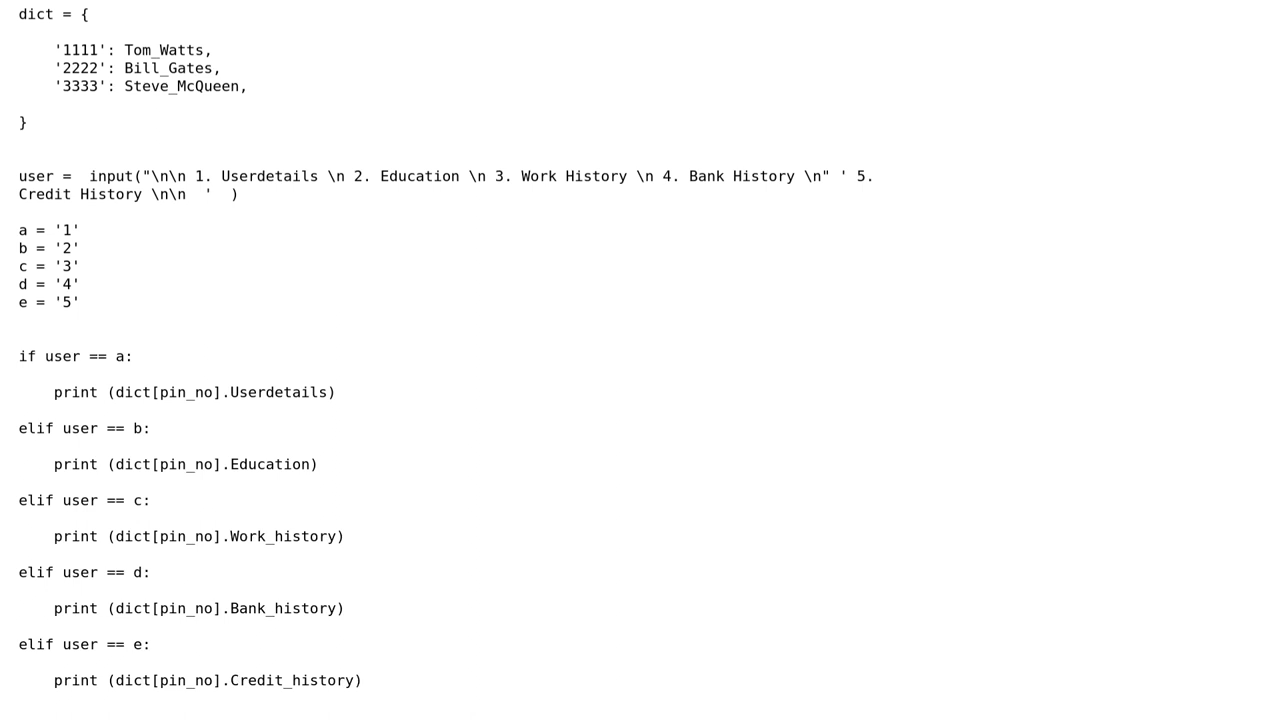 dict = {
'1111': Tom_Watts,
'2222': Bill_Gates,
'3333': Steve_McQueen,
}
user =  input("\n\n 1. Userdetails \n 2. Education \n 3. Work History \n 4. Bank History \n" ' 5.
Credit History \n\n  '  )
a = '1'
b = '2'
c = '3'
d = '4'
e = '5'
if user == a:
print (dict[pin_no].Userdetails)
elif user == b:
print (dict[pin_no].Education)
elif user == c:
print (dict[pin_no].Work_history)
elif user == d:
print (dict[pin_no].Bank_history)
elif user == e:
print (dict[pin_no].Credit_history)